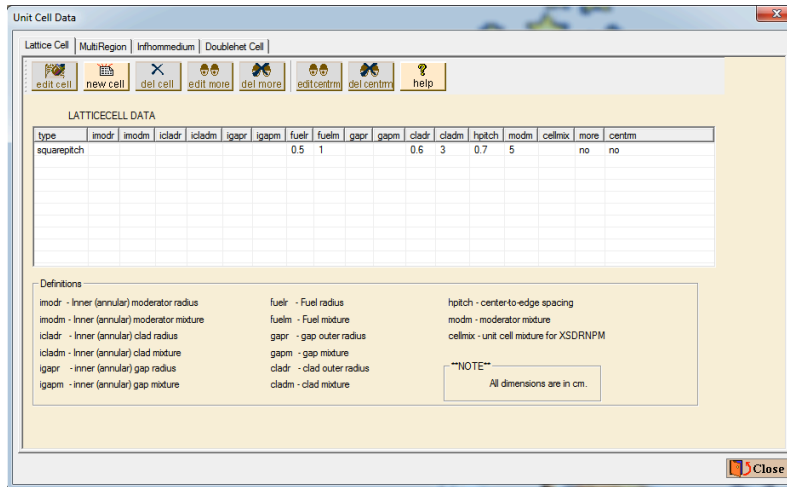 Unit Cell Data
Lattice Cell MultiRegion Infhommedium Doublehet Cell
edit cell new cell del cell edit more del more editcentrm del centrm help
LATTICECELL DATA
type imodr imodm icladr icladm igapr igapm fuelr fuelm gapr gapm cladr cladm hpitch modm cellmix more centrm
squarepitch 0.5 1 0.6 3 0.7 5 no no
Definitions
imodr - Inner (annular) moderator radius fuelr - Fuel radius hpitch - center-to-edge spacing
imodm - Inner (annular) moderator mixture fuelm - Fuel mixture modm - moderator mixture
icladr - Inner (annular) clad radius gapr - gap outer radius cellmix - unit cell mixture for XSDRNPM
icladm - Inner (annular) clad mixture gapm - gap mixture
igapr - inner (annular) gap radius cladr - clad outer radius **NOTE**
igapm - inner (annular) gap mixture cladm - clad mixture All dimensions are in cm.
Close